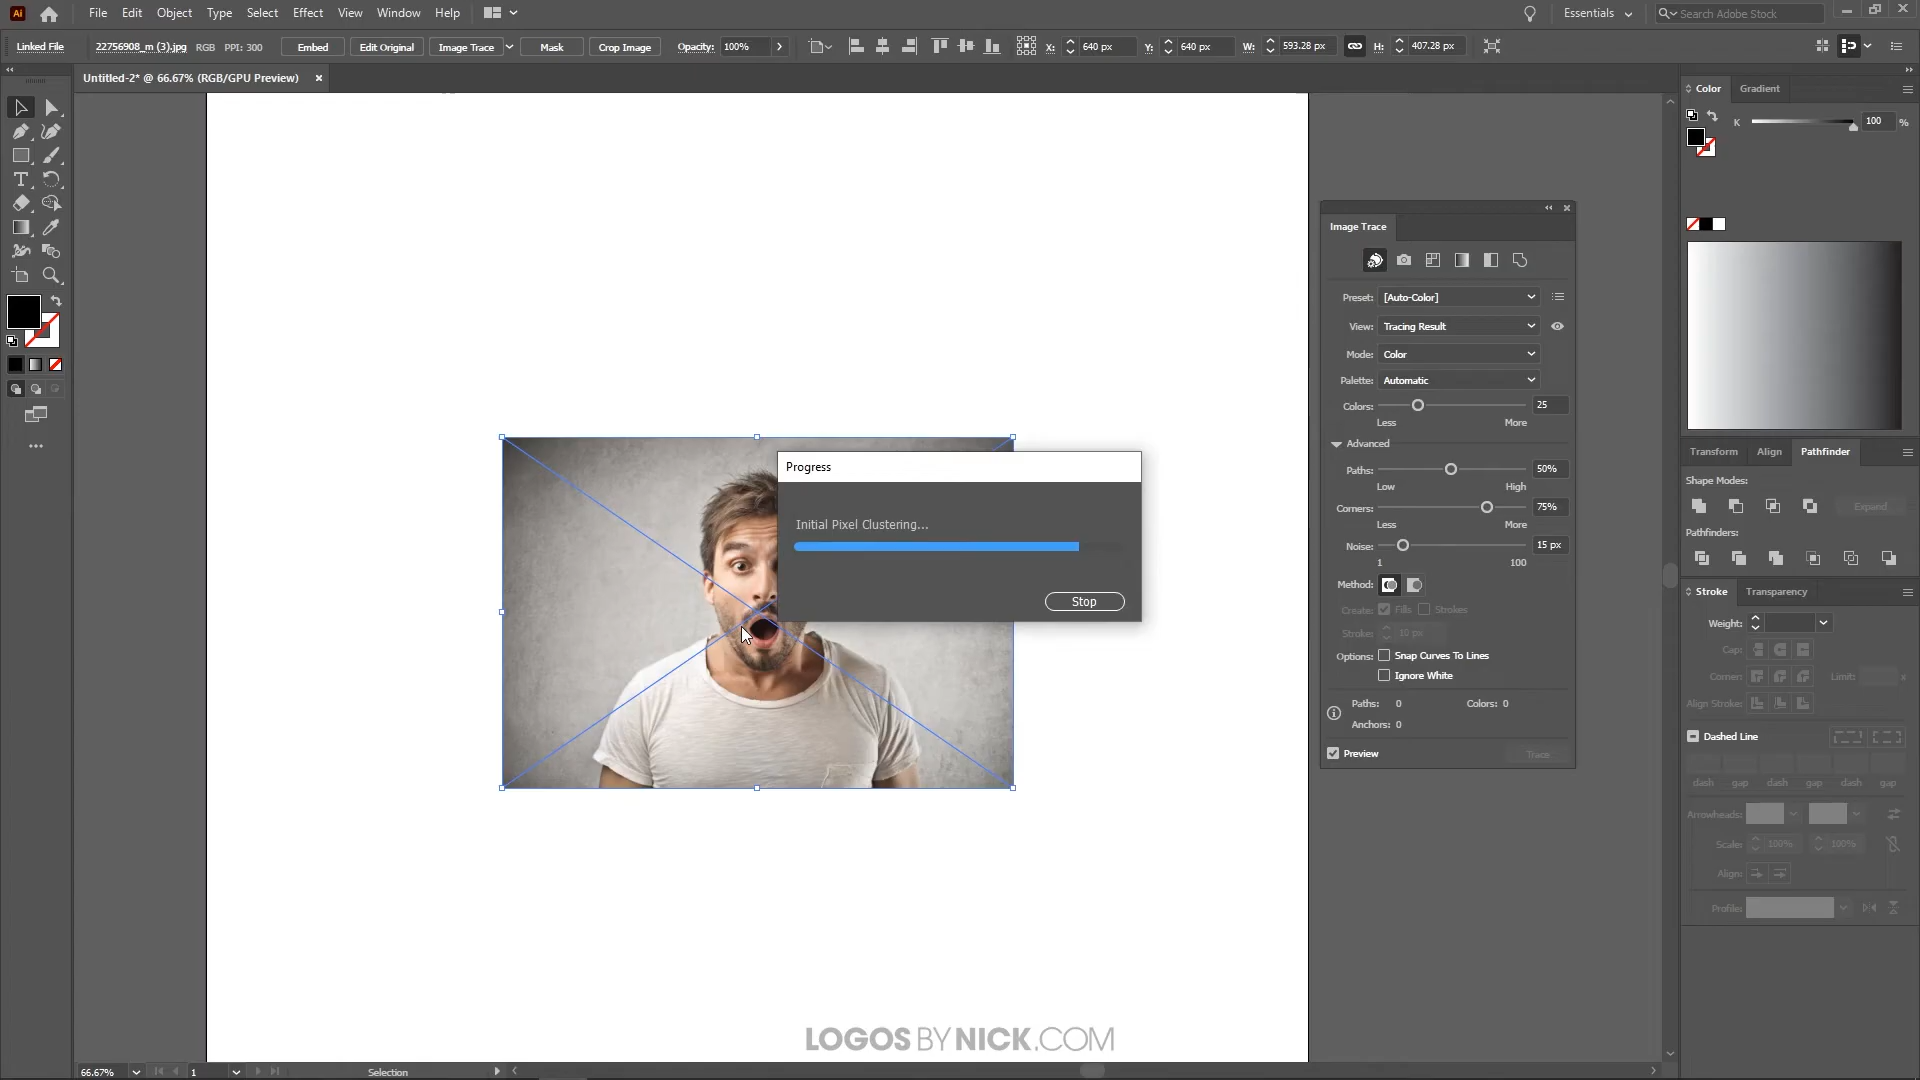 Ai File Edit Object Type Select Effect View Window Help Essentials Search Adobe Stock
Linked File 22756908_m (3).jpg RGB PPI: 300 Embed Edit Original Image Trace Mask Crop Image Opacity: 100% X: 640 px Y: 640 px W: 593.28 px H: 407.28 px
Untitled-2* @ 66.67% (RGB/GPU Preview)
Color Gradient
K 100 %
Image Trace
Preset: [Auto-Color]
View: Tracing Result
Mode: Color
Palette: Automatic
Colors: 25
Less More
Advanced
Paths: 50%
Low High
Corners: 75%
Less More
Noise: 15 px
1 100
Method:
Create: Fills Strokes
Stroke: 10 px
Options: Snap Curves To Lines
Ignore White
Paths: 0 Colors: 0
Anchors: 0
Preview Trace
Progress
Initial Pixel Clustering...
Stop
Transform Align Pathfinder
Shape Modes:
Expand
Pathfinders:
Stroke Transparency
Weight:
Cap:
Corner: Limit: x
Align Stroke:
Dashed Line
dash gap dash gap dash gap
Arrowheads:
Scale: 100% 100%
Align:
Profile:
LOGOS BY NICK.COM
66.67% 1 Selection